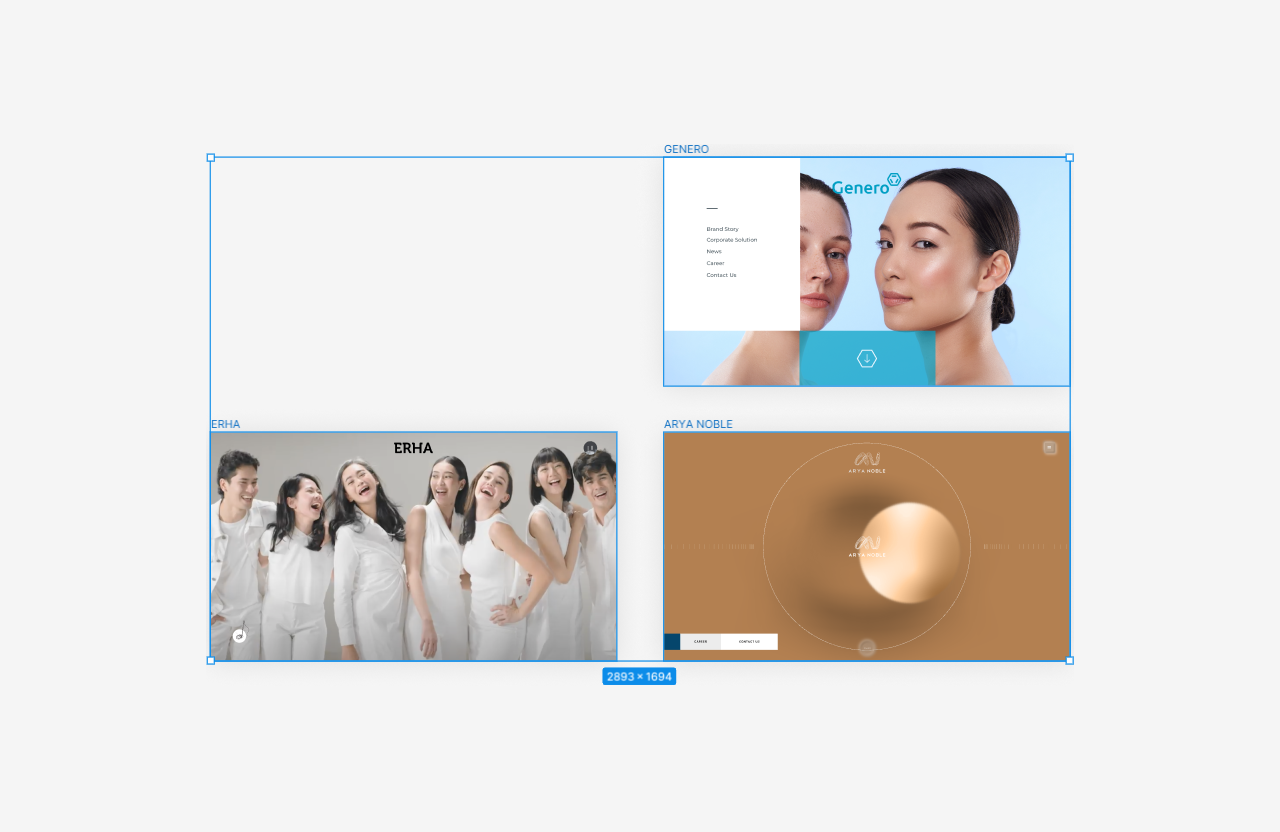 GENERO
Genero
Brand Story
Corporate Solution
News
Career
Contact Us
ERHA
ARYA NOBLE
ERHA
ARYA NOBLE
ARYA NOBLE
CAREER
CONTACT US
2893 × 1694